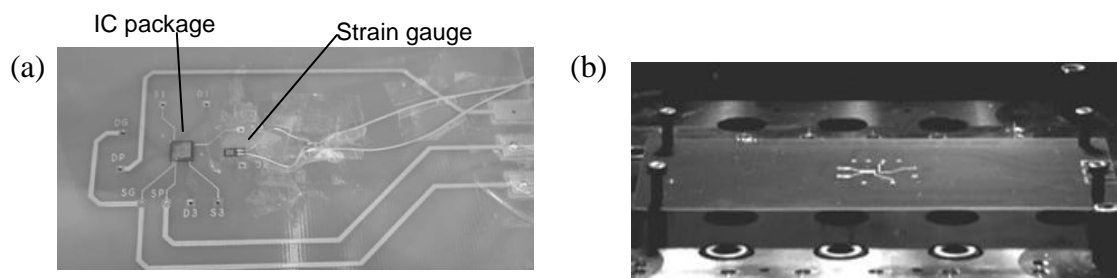 IC package
Strain gauge
(a)
(b)
S1
D1
DG
DP
SG
SP
D3
S3